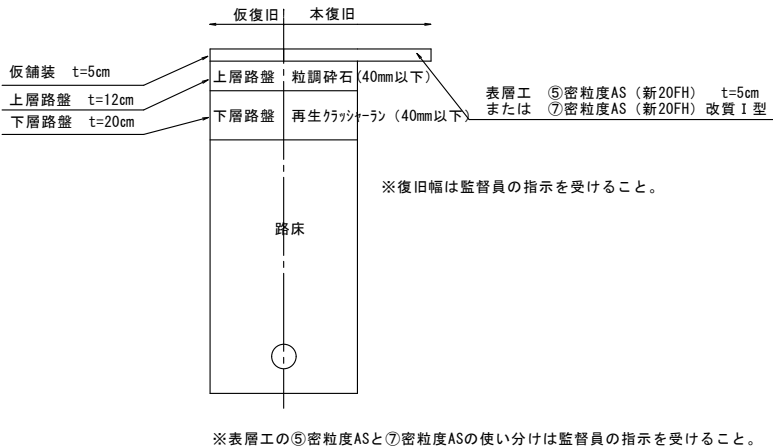 仮復旧 本復旧
仮舗装 t=5cm
上層路盤 t=12cm
下層路盤 t=20cm
上層路盤 粒調砕石(40mm以下)
下層路盤 再生クラッシャーラン (40mm以下)
表層工 ⑤密粒度AS (新20FH) t=5cm
または ⑦密粒度AS (新20FH) 改質Ⅰ型
※復旧幅は監督員の指示を受けること。
路床
※表層工の⑤密粒度ASと⑦密粒度ASの使い分けは監督員の指示を受けること。